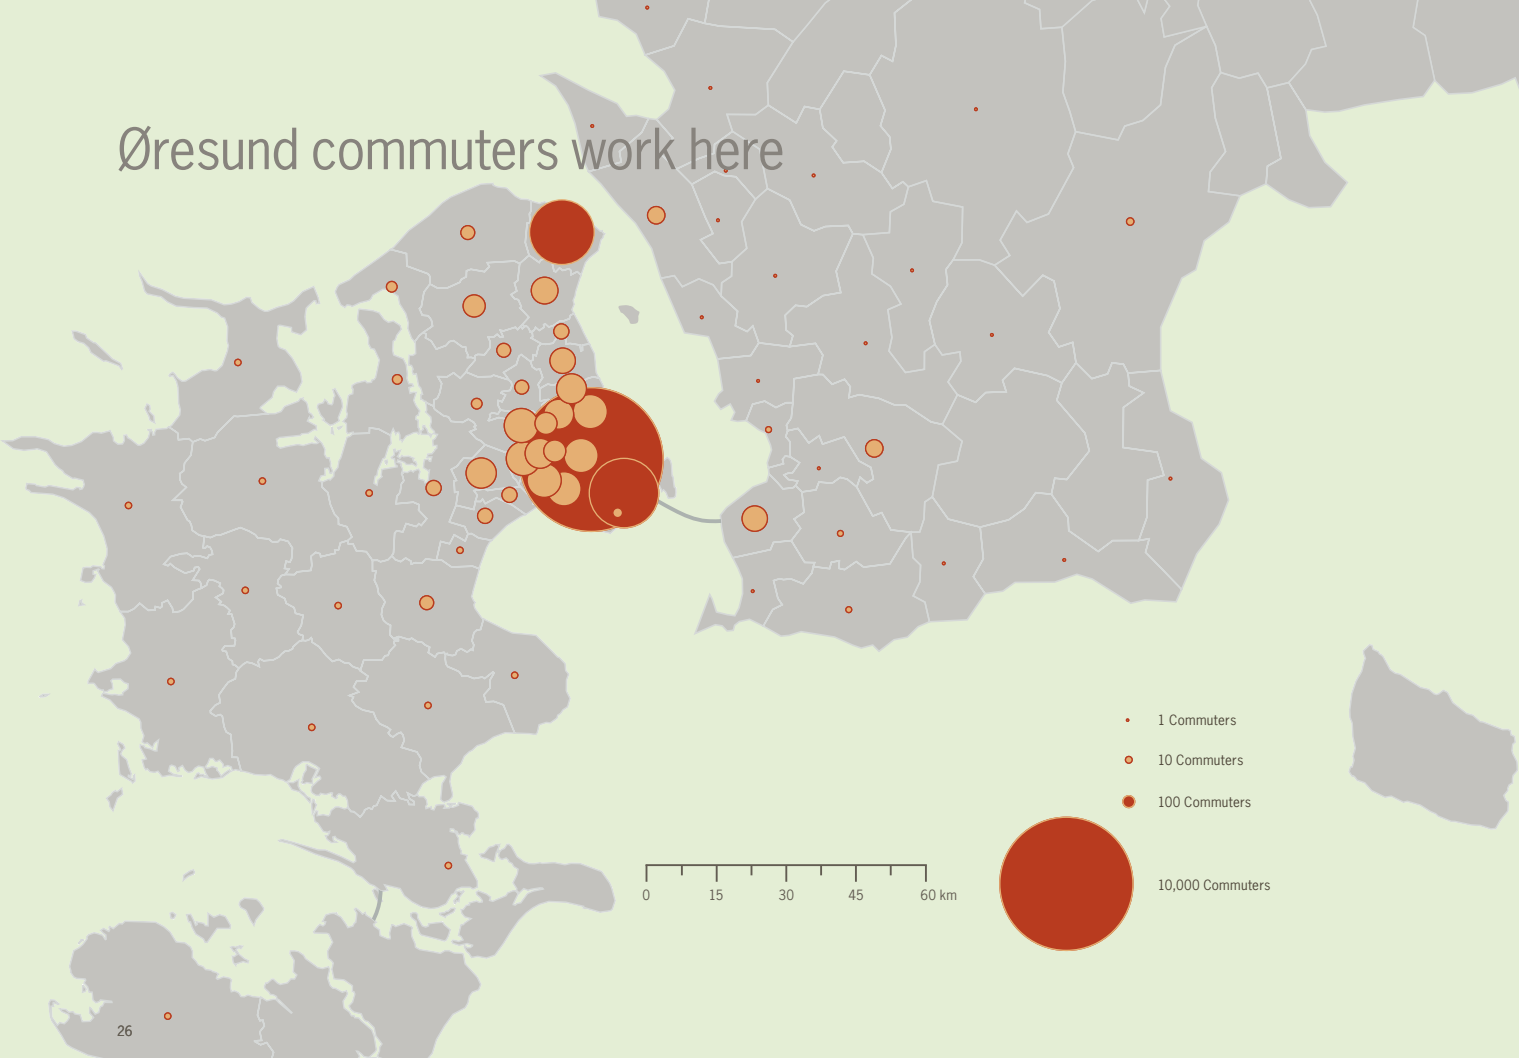 Øresund commuters work here
1 Commuters
10 Commuters
100 Commuters
10,000 Commuters
0 15 30 45 60 km
26